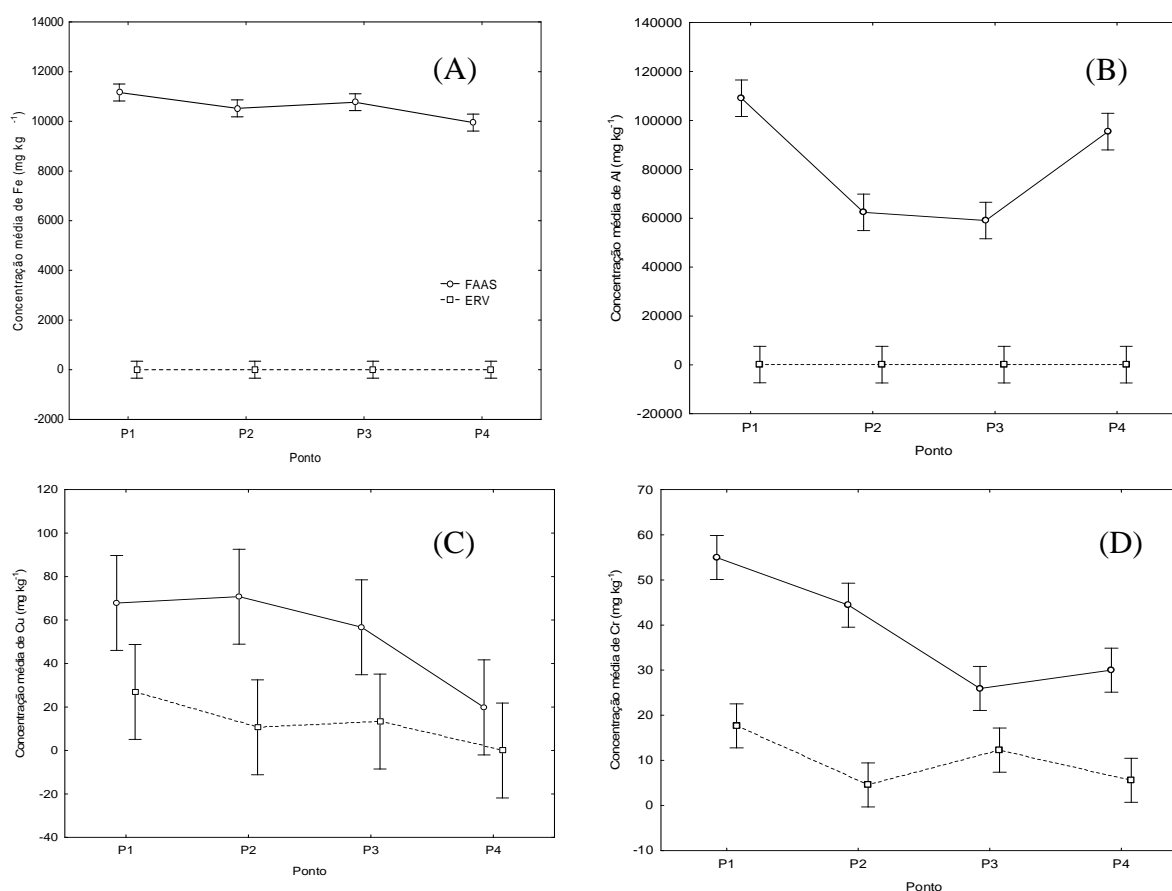 (A)
Concentração média de Fe (mg kg⁻¹)
14000
12000
10000
8000
6000
4000
2000
0
-2000
FAAS
ERV
P1 P2 P3 P4
Ponto
(B)
Concentração média de Al (mg kg⁻¹)
140000
120000
100000
80000
60000
40000
20000
0
-20000
P1 P2 P3 P4
Ponto
(C)
Concentração média de Cu (mg kg⁻¹)
120
100
80
60
40
20
0
-20
-40
P1 P2 P3 P4
Ponto
(D)
Concentração média de Cr (mg kg⁻¹)
70
60
50
40
30
20
10
0
-10
P1 P2 P3 P4
Ponto